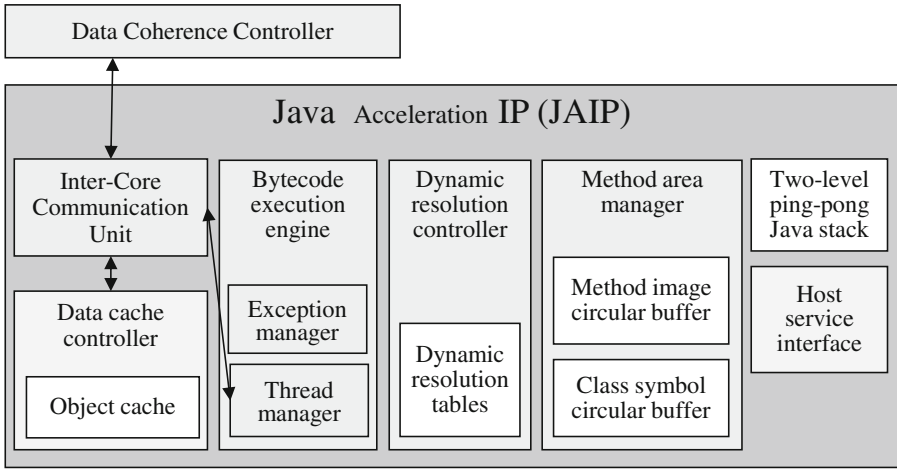 Data Coherence Controller
Java Acceleration IP (JAIP)
Inter-Core
Communication
Unit
Data cache
controller
Object cache
Bytecode
execution
engine
Exception
manager
Thread
manager
Dynamic
resolution
controller
Dynamic
resolution
tables
Method area
manager
Method image
circular buffer
Class symbol
circular buffer
Two-level
ping-pong
Java stack
Host
service
interface